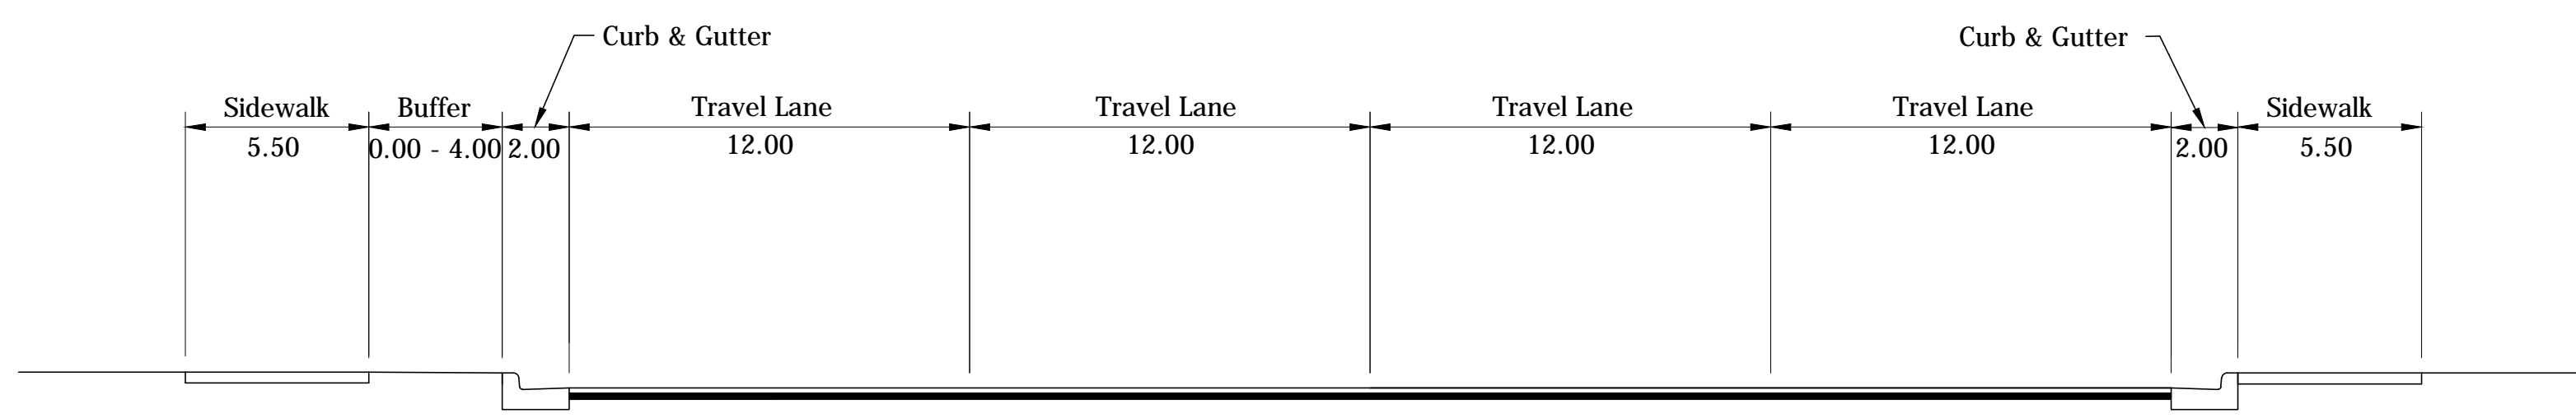 Curb & Gutter
Curb & Gutter
Sidewalk
Buffer
Travel Lane
Travel Lane
Travel Lane
Travel Lane
Sidewalk
5.50
0.00 - 4.00
2.00
12.00
12.00
12.00
12.00
2.00
5.50